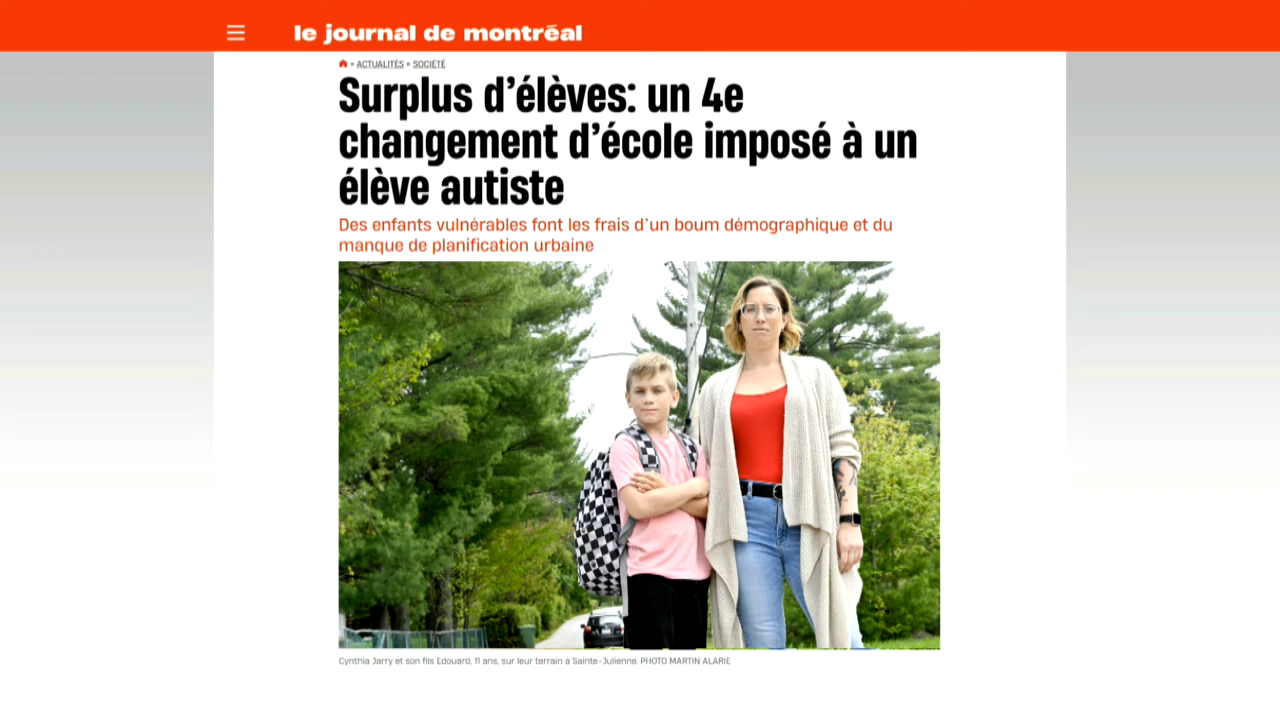 le journal de montréal
ACTUALITÉS » SOCIÉTÉ
Surplus d’élèves: un 4e
changement d’école imposé à un
élève autiste
Des enfants vulnérables font les frais d’un boum démographique et du
manque de planification urbaine
Cynthia Jarry et son fils Edouard, 11 ans, sur leur terrain à Sainte-Julienne. PHOTO MARTIN ALARIE